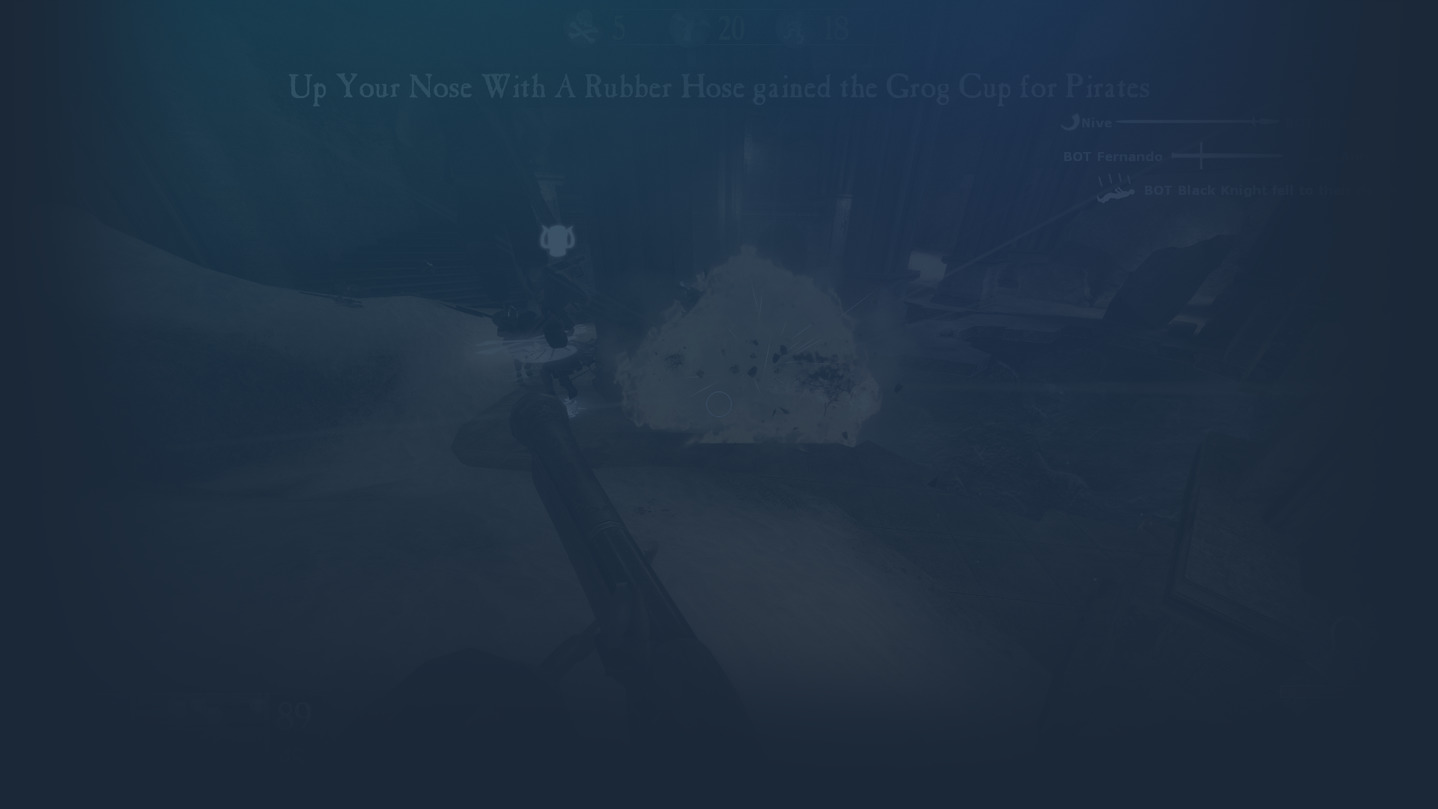 5 20 18
Up Your Nose With A Rubber Hose gained the Grog Cup for Pirates
Nive
BOT Fernando
BOT Black Knight fell to
89